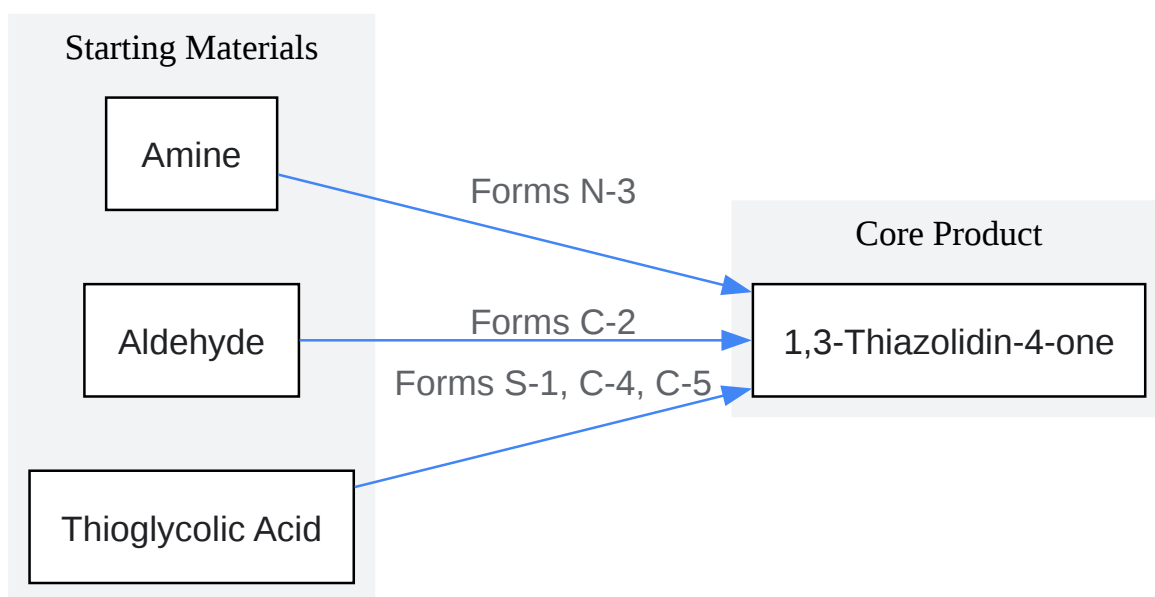 Starting Materials
Amine
Forms N-3
Core Product
Aldehyde
Forms C-2
1,3-Thiazolidin-4-one
Forms S-1, C-4, C-5
Thioglycolic Acid